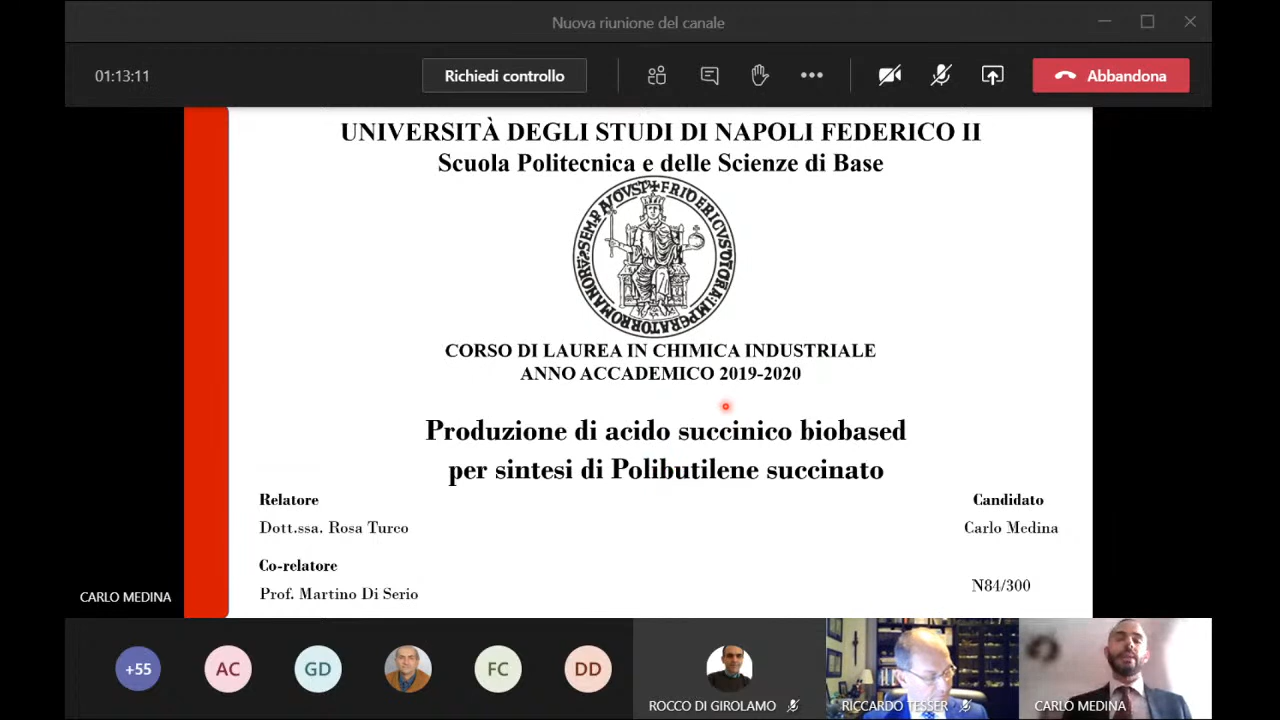 Nuova riunione del canale
01:13:11
Richiedi controllo
Abbandona
UNIVERSITÀ DEGLI STUDI DI NAPOLI FEDERICO II
Scuola Politecnica e delle Scienze di Base
CORSO DI LAUREA IN CHIMICA INDUSTRIALE
ANNO ACCADEMICO 2019-2020
Produzione di acido succinico biobased
per sintesi di Polibutilene succinato
Relatore
Candidato
Dott.ssa. Rosa Turco
Carlo Medina
Co-relatore
Prof. Martino Di Serio
N84/300
CARLO MEDINA
+55
AC
GD
FC
DD
ROCCO DI GIROLAMO
RICCARDO TESSER
CARLO MEDINA